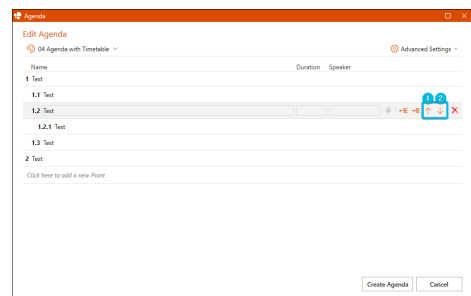 Agenda
Edit Agenda
04 Agenda with Timetable
Advanced Settings
Name Duration Speaker
1 Test
1.1 Test
1 2
1.2 Test
1.2.1 Test
1.3 Test
2 Test
Click here to add a new Point
Create Agenda Cancel